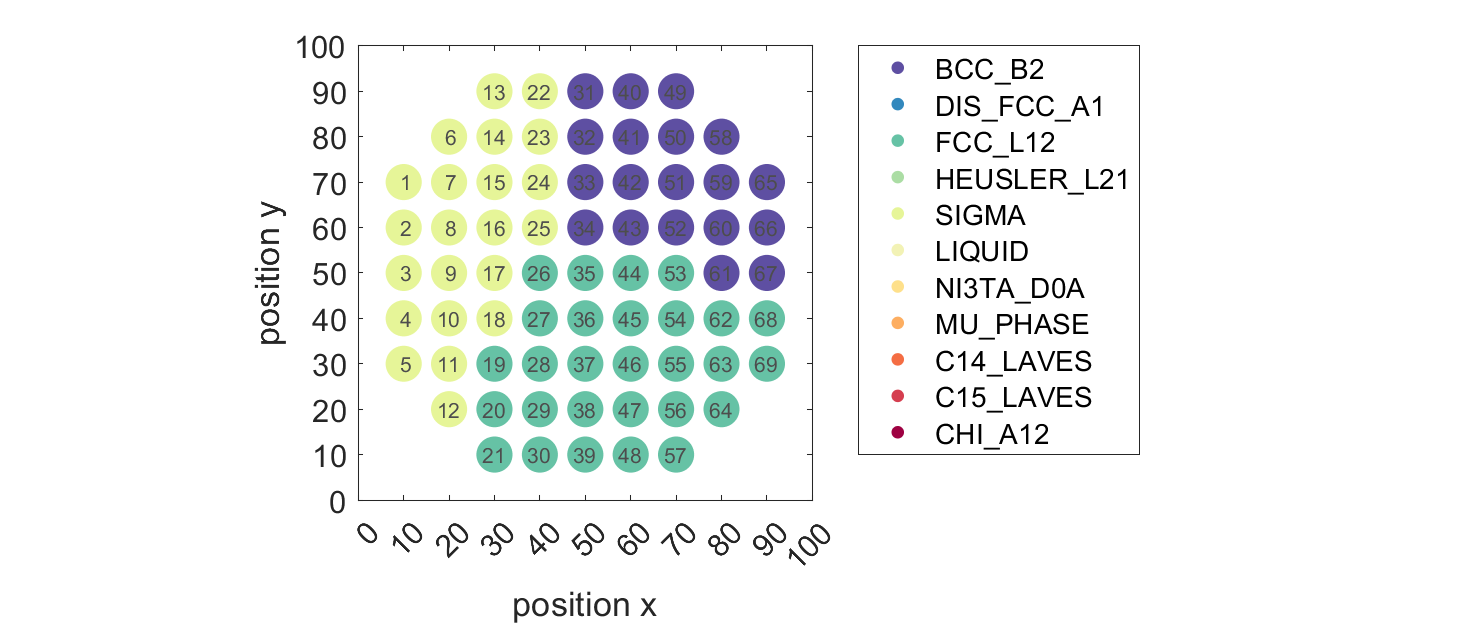 100
90 13 22 31 40 49
80 6 14 23 32 41 50 58
70 1 7 15 24 33 42 51 59 65
60 2 8 16 25 34 43 52 60 66
50 3 9 17 26 35 44 53 61 67
40 4 10 18 27 36 45 54 62 68
30 5 11 19 28 37 46 55 63 69
20 12 20 29 38 47 56 64
10 21 30 39 48 57
0
0 10 20 30 40 50 60 70 80 90 100
position x
position y
BCC_B2
DIS_FCC_A1
FCC_L12
HEUSLER_L21
SIGMA
LIQUID
NI3TA_D0A
MU_PHASE
C14_LAVES
C15_LAVES
CHI_A12